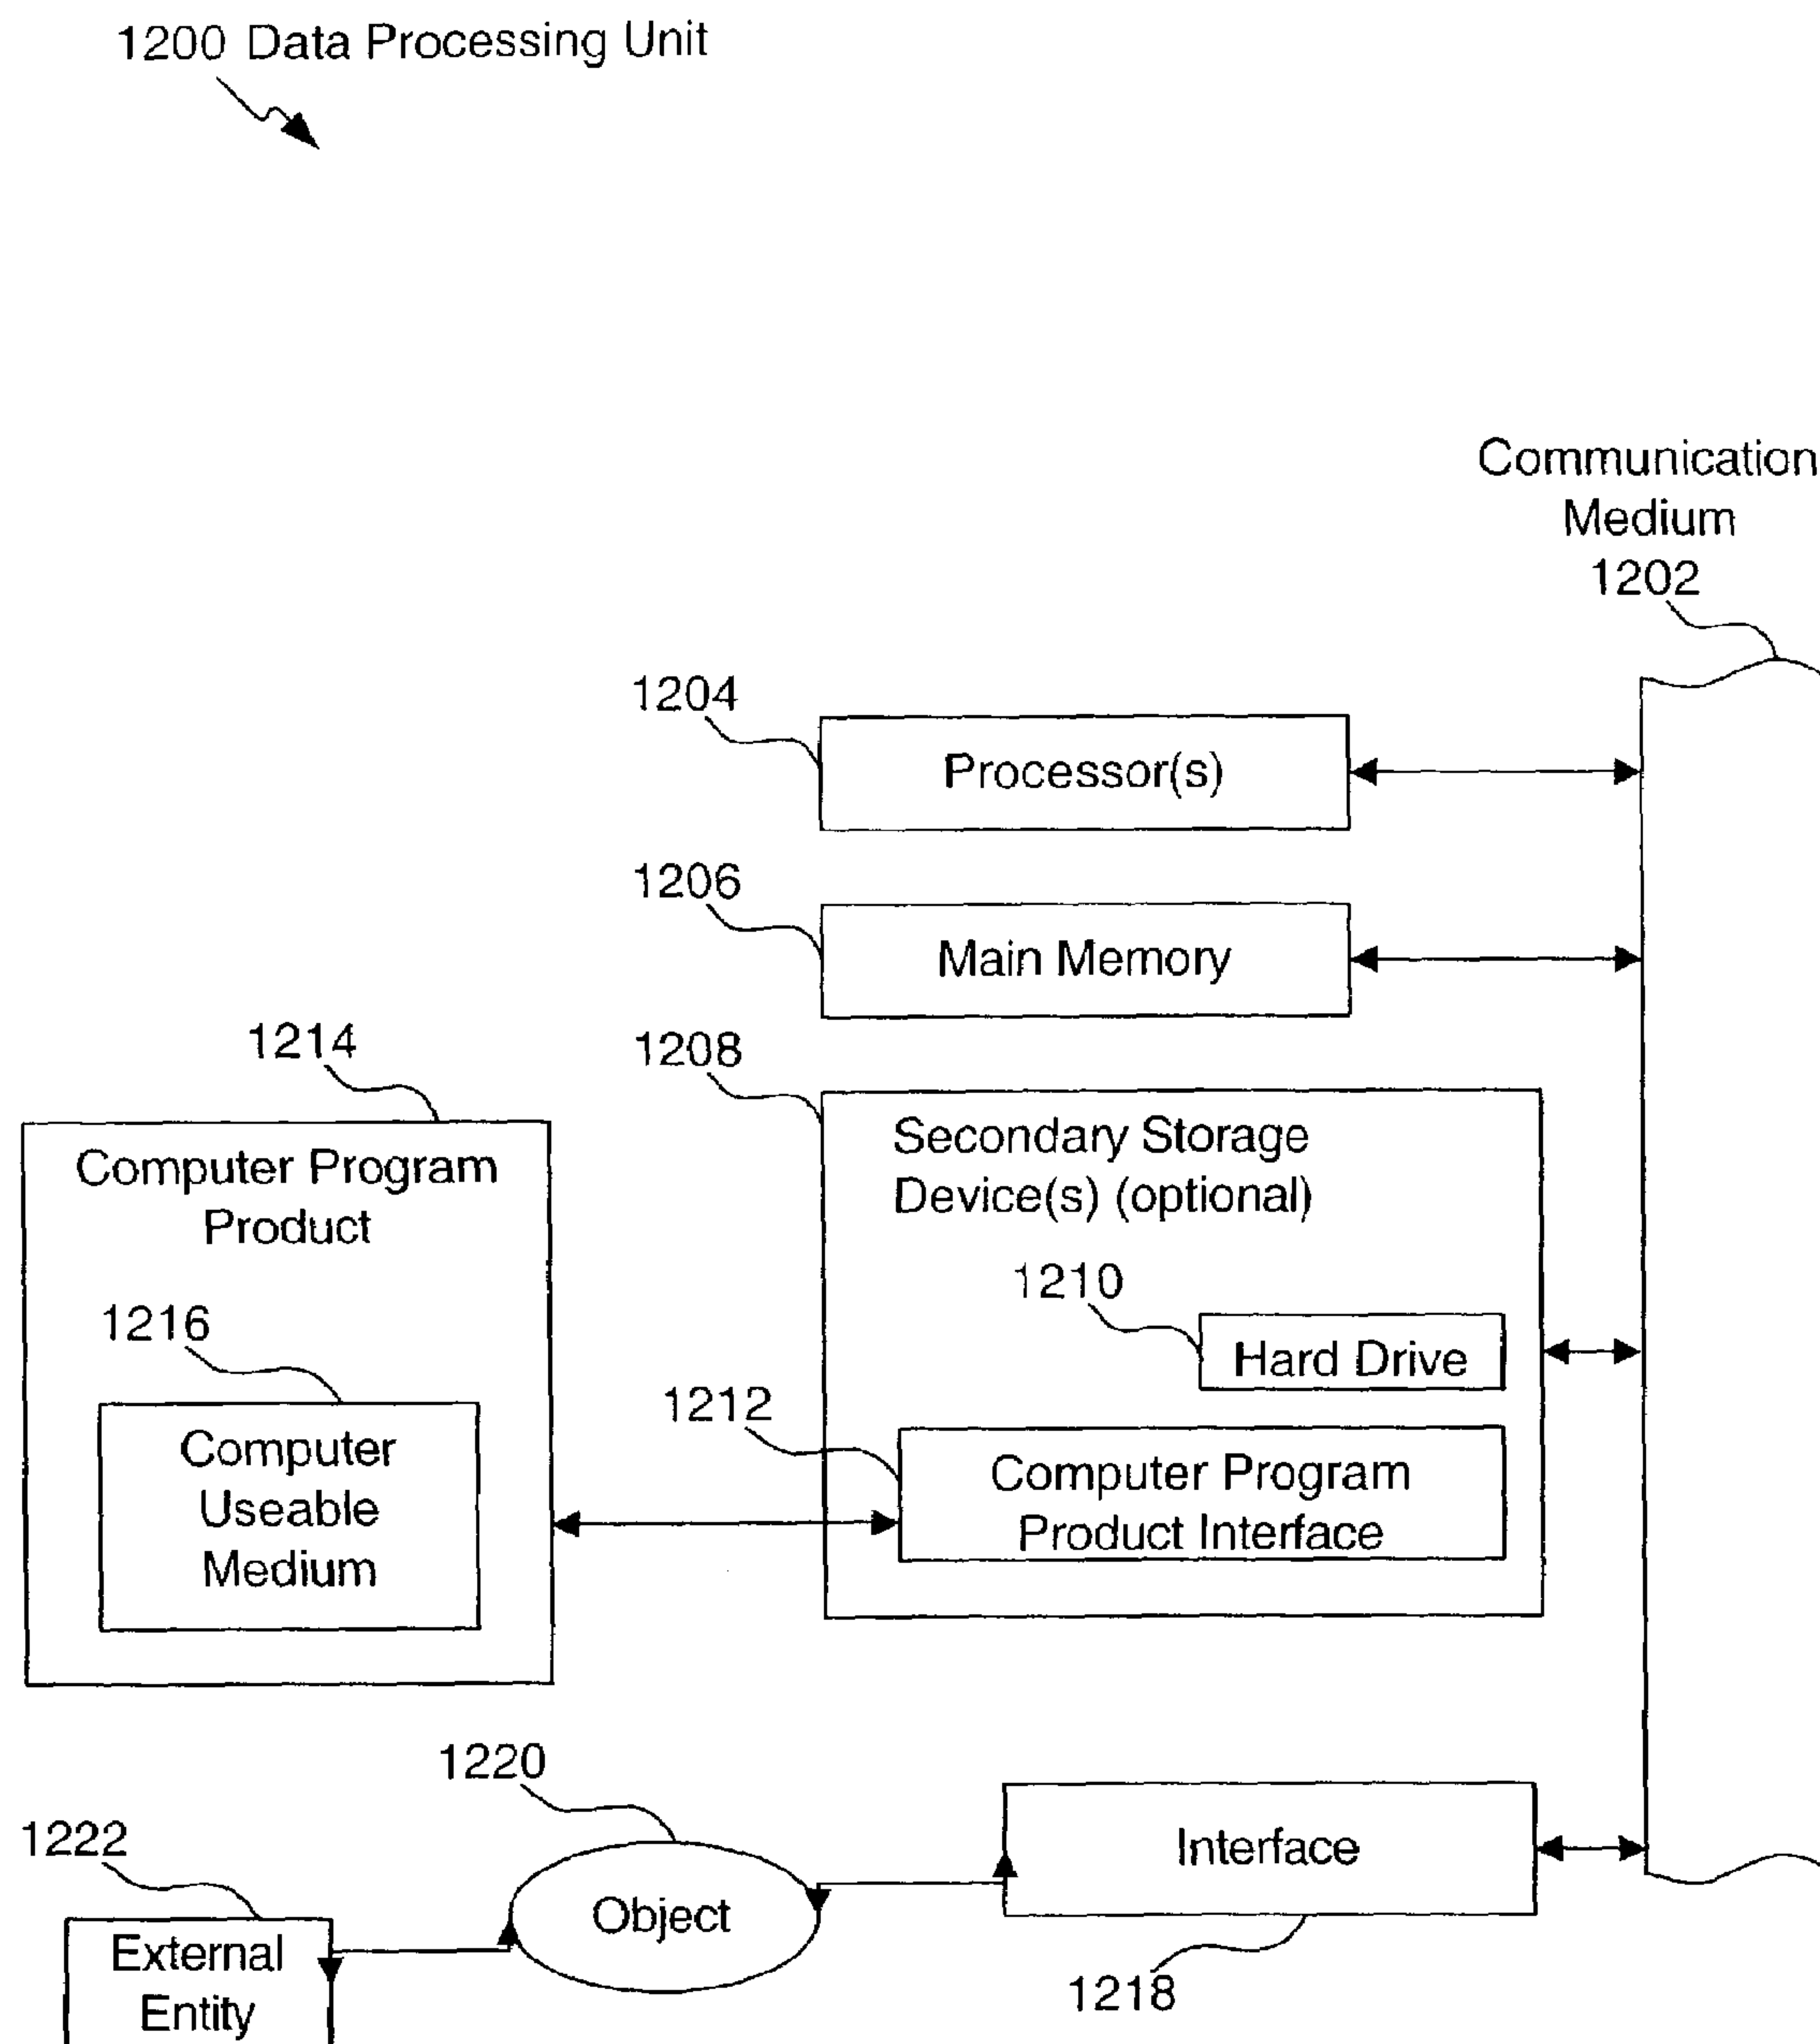 1200 Data Processing Unit
Communication
Medium
1202
1204
Processor(s)
1206
Main Memory
1214
1208
Computer Program
Product
Secondary Storage
Device(s) (optional)
1210
Hard Drive
1216
Computer
Useable
Medium
1212
Computer Program
Product Interface
1220
1222
Interface
Object
External
Entity
1218